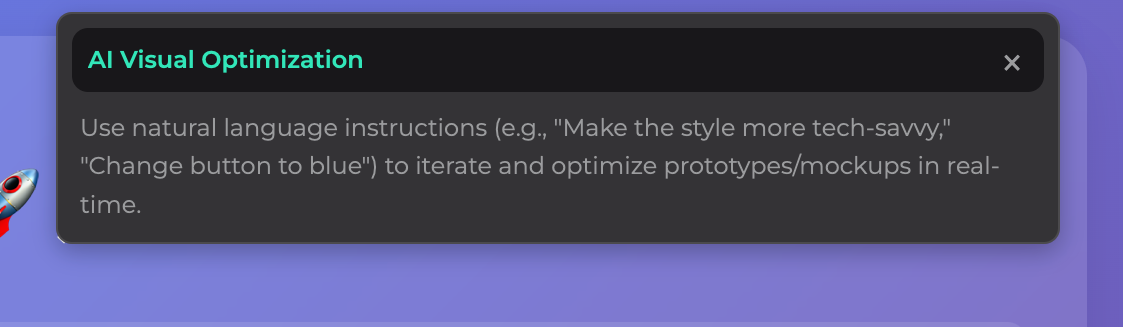 AI Visual Optimization
Use natural language instructions (e.g., "Make the style more tech-savvy,"
"Change button to blue") to iterate and optimize prototypes/mockups in real-
time.